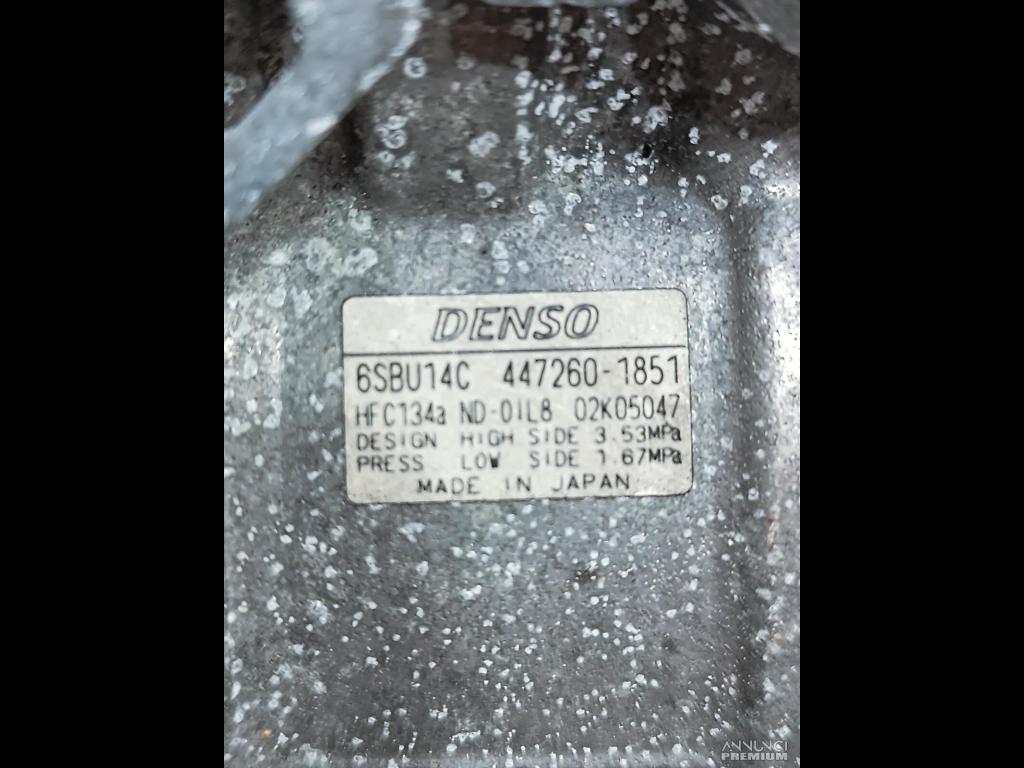 DENSO
6SBU14C 447260-1851
HFC134a ND-OIL8 02K05047
DESIGN HIGH SIDE 3.53MPa
PRESS LOW SIDE 1.67MPa
MADE IN JAPAN
ANNUNCI
PREMIUM